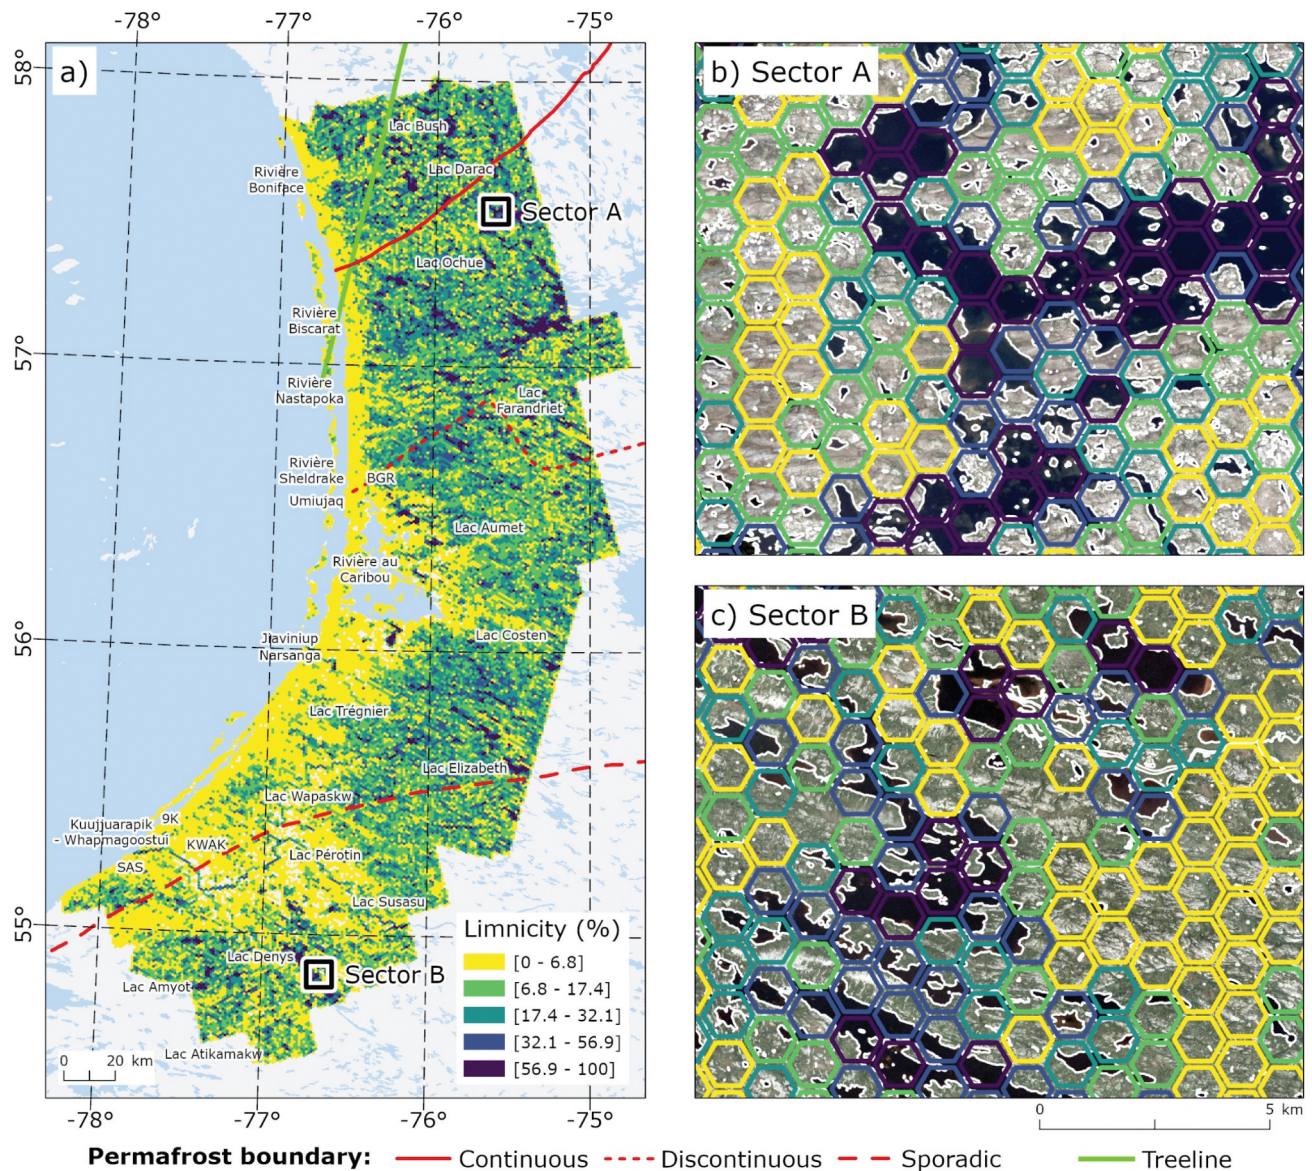 -78°
-77°
-76°
-75°
a)
58°
57°
56°
55°
Lac Bush
Lac Darac
Rivière
Boniface
Sector A
Lac Ochue
Rivière
Biscarat
Rivière
Nastapoka
Lac
Farandriet
Rivière
Sheldrake
BGR
Umiujaq
Lac Aumet
Rivière au
Caribou
Jiaviniup
Narsanga
Lac Costen
Lac Trégnier
Lac Elizabeth
Lac Wapaskw
9K
Kuujjuarapik
- Whapmagoostui
KWAK
Lac Pérotin
SAS
Lac Susasu
Lac Denys
Sector B
Lac Amyot
Lac Atikamakw
0 20 km
Limnicity (%)
[0 - 6.8]
[6.8 - 17.4]
[17.4 - 32.1]
[32.1 - 56.9]
[56.9 - 100]
-78°
-77°
-76°
-75°
b) Sector A
c) Sector B
0 5 km
Permafrost boundary: Continuous Discontinuous Sporadic Treeline